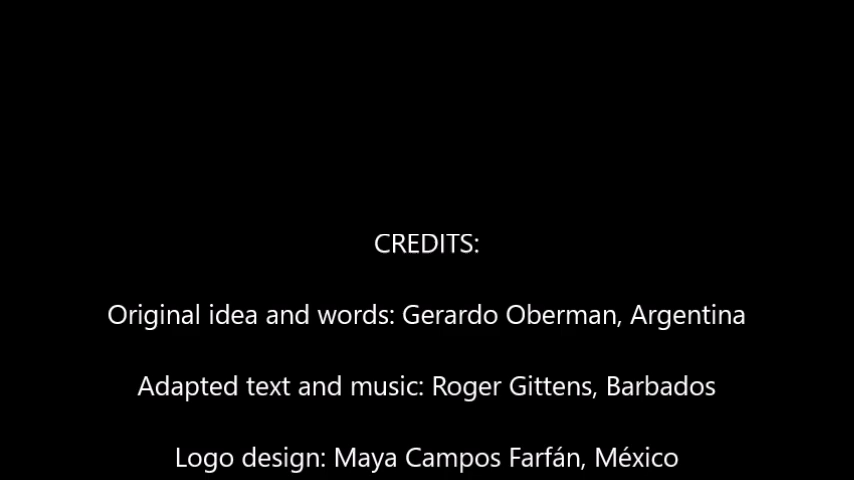 CREDITS:
Original idea and words: Gerardo Oberman, Argentina
Adapted text and music: Roger Gittens, Barbados
Logo design: Maya Campos Farfán, México